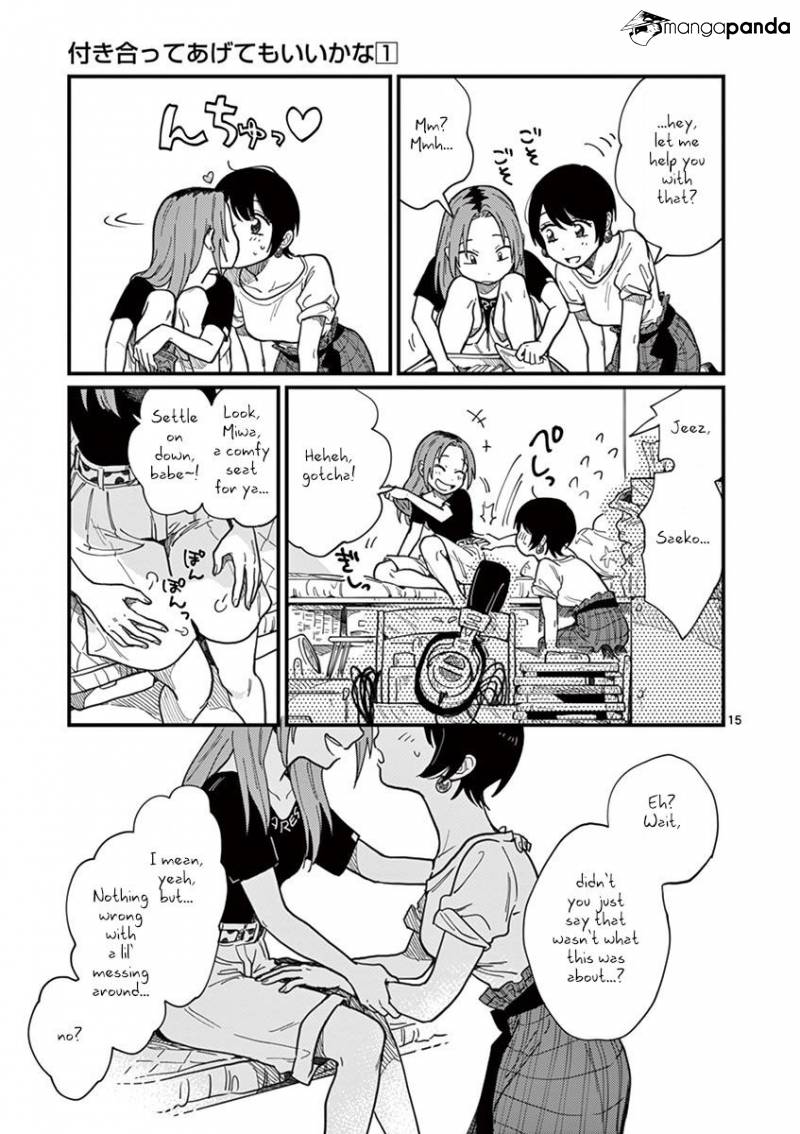 mangapanda
付き合ってあげてもいいかな1
...hey,
let me
help you
with
that?
ごそ
ごそ
Mm?
Mmh...
んちゅっ♡
Jeez,
Saeko...
ぺしっ
Heheh,
gotcha!
ぎしっ
Look,
Miwa,
a comfy
seat
for ya...
Settle
on
down,
babe~!
ぽん
ぽんっ
15
Eh?
Wait,
didn't
you just
say that
wasn't what
this was
about...?
ARES
I mean,
yeah,
but...
Nothing
wrong
with
a lil'
messing
around...
no?